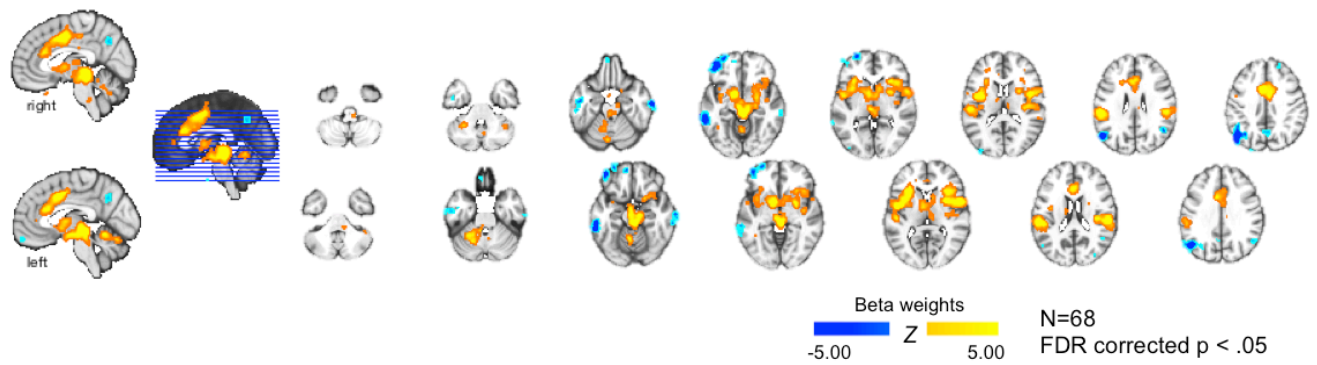 right
left
Beta weights
-5.00 Z 5.00
N=68
FDR corrected p < .05